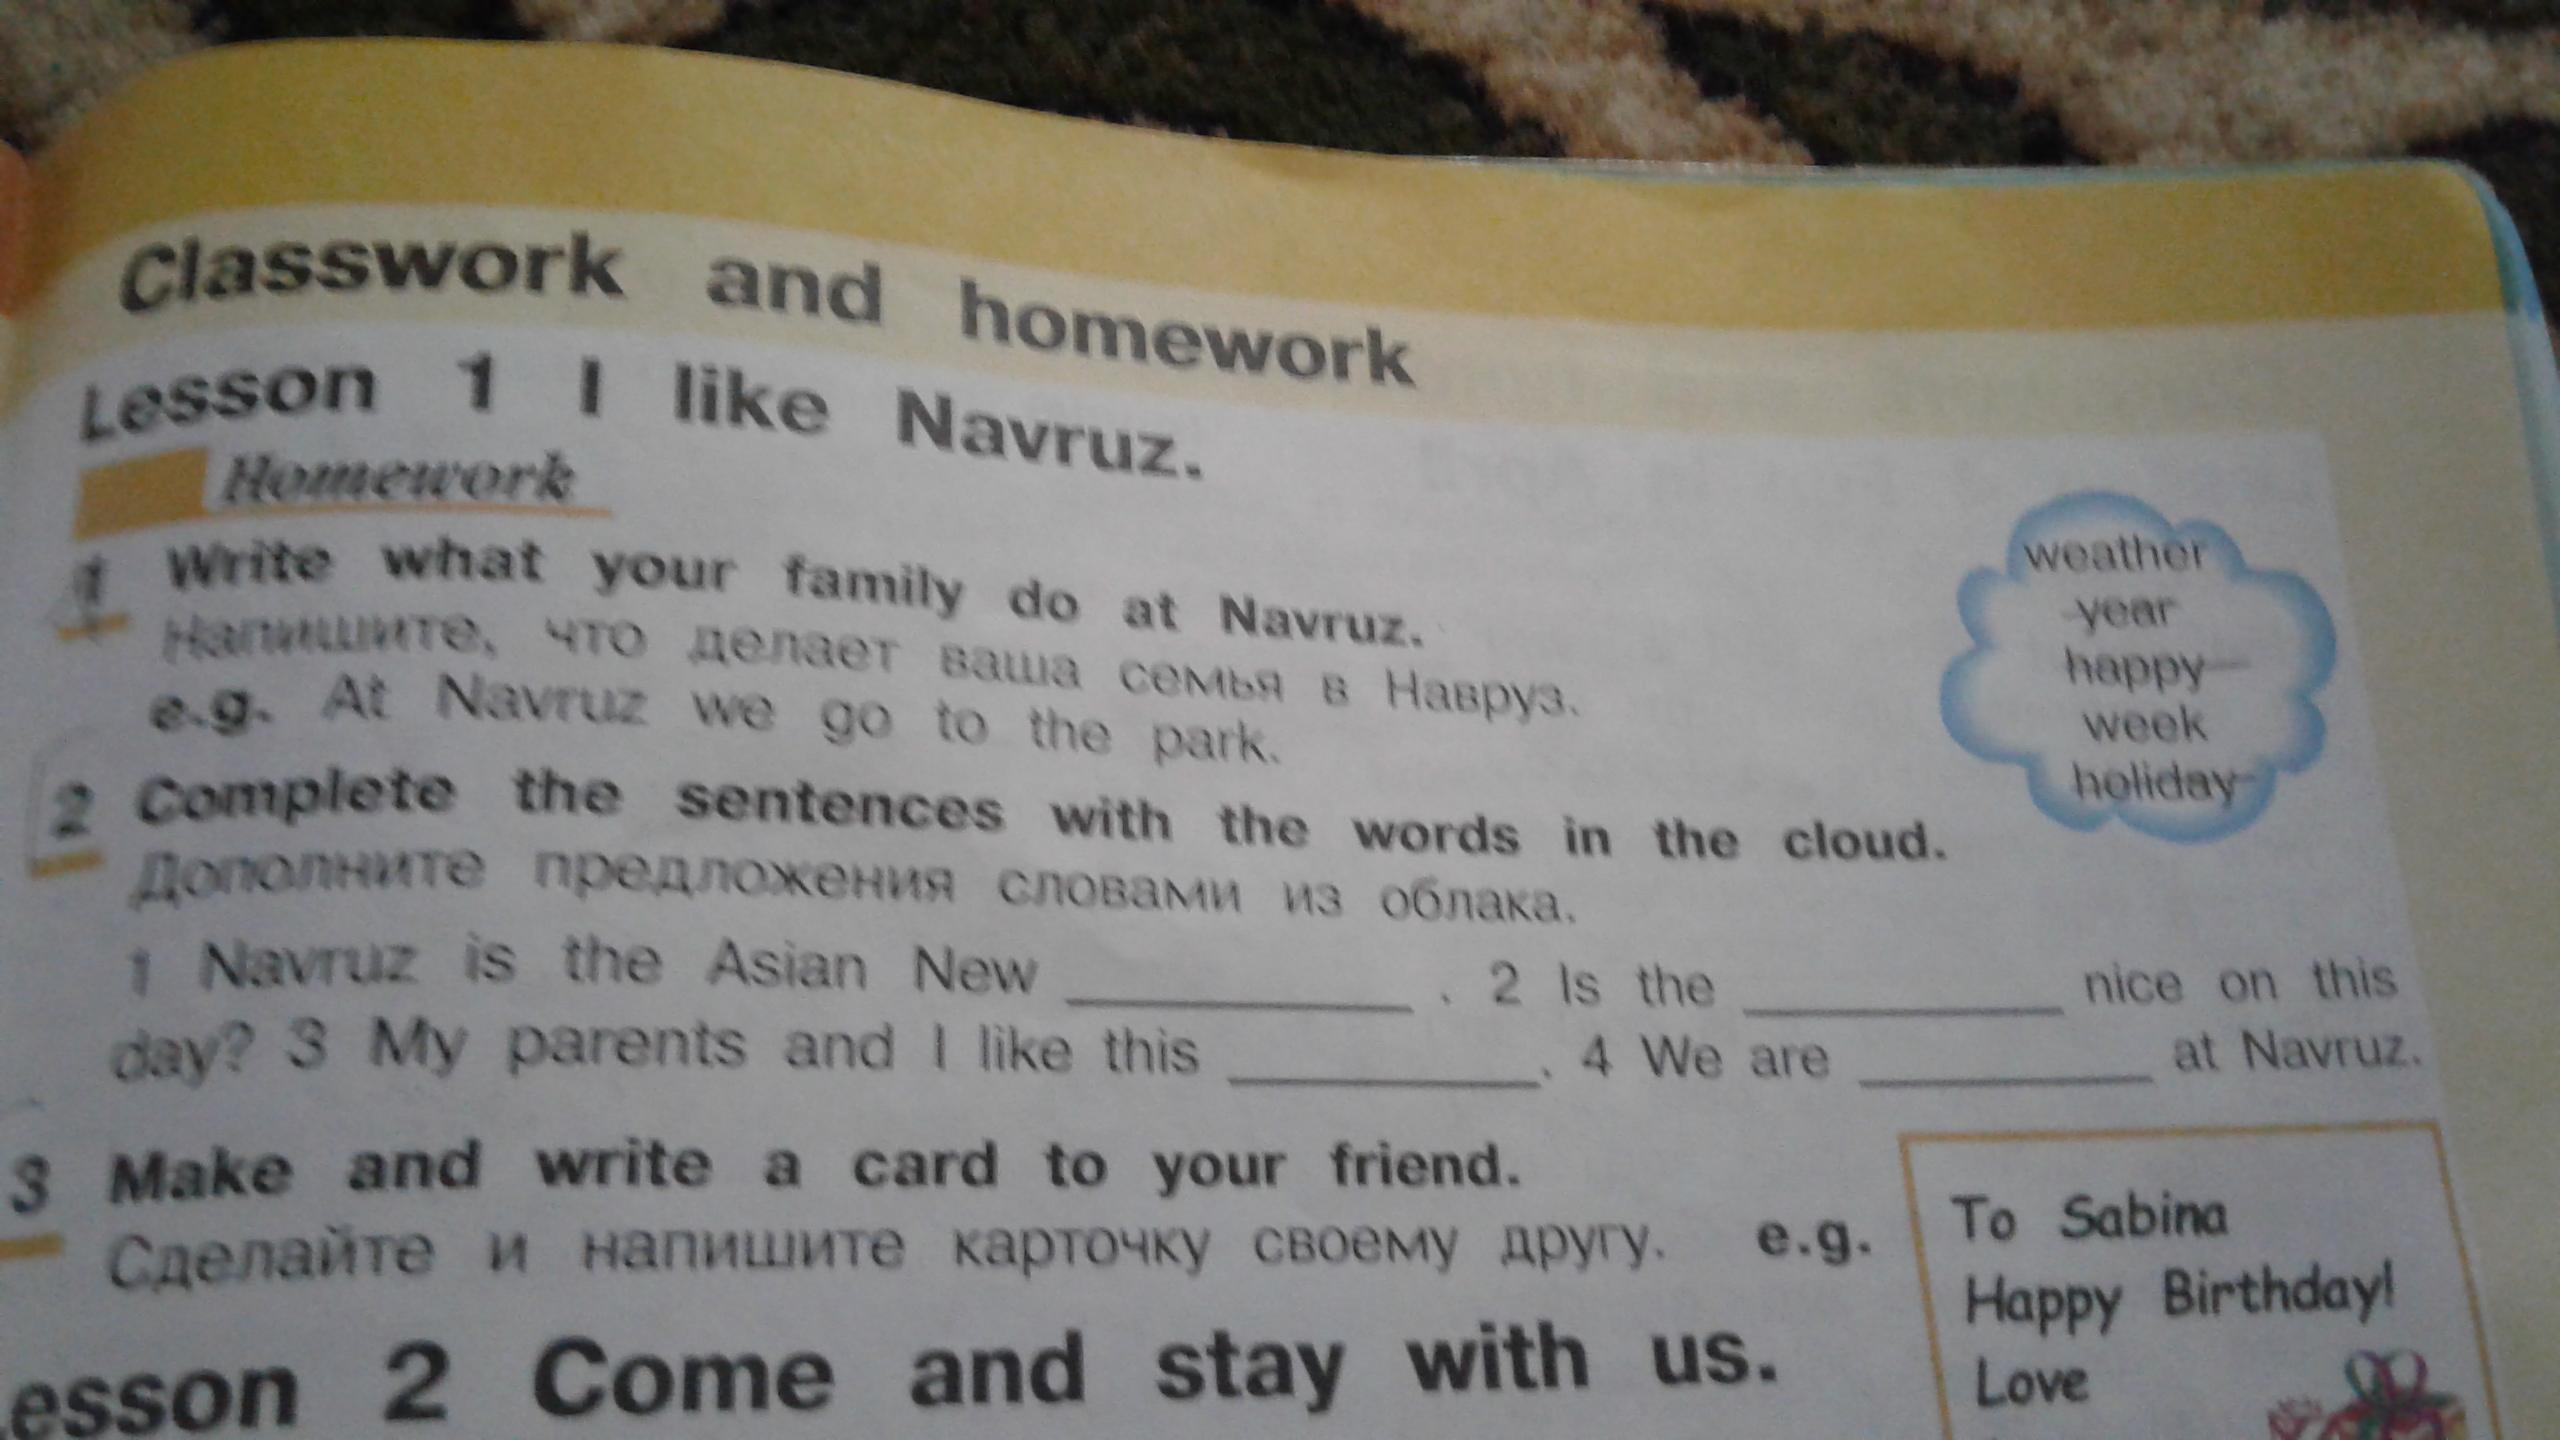 Classwork and homework
Lesson 1 I like Navruz.
Homework
1 Write what your family do at Navruz.
Напишите, что делает ваша семья в Навруз.
e.g. At Navruz we go to the park.
weather
year
happy
week
holiday
2 Complete the sentences with the words in the cloud.
Дополните предложения словами из облака.
1 Navruz is the Asian New ____________ . 2 Is the ____________ nice on this
day? 3 My parents and I like this ____________. 4 We are ____________ at Navruz.
3 Make and write a card to your friend.
Сделайте и напишите карточку своему другу. e.g.
To Sabina
Happy Birthday!
Love
esson 2 Come and stay with us.